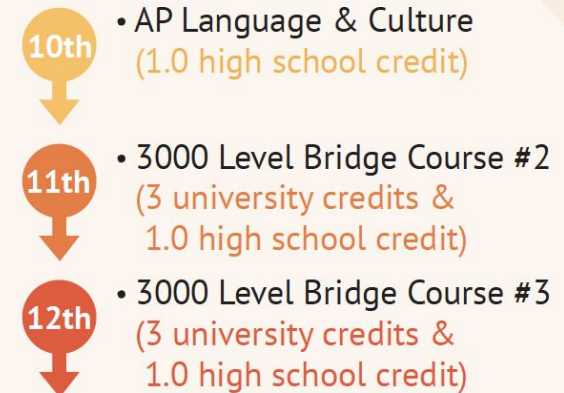 10th
• AP Language & Culture
(1.0 high school credit)
11th
• 3000 Level Bridge Course #2
(3 university credits &
1.0 high school credit)
12th
• 3000 Level Bridge Course #3
(3 university credits &
1.0 high school credit)